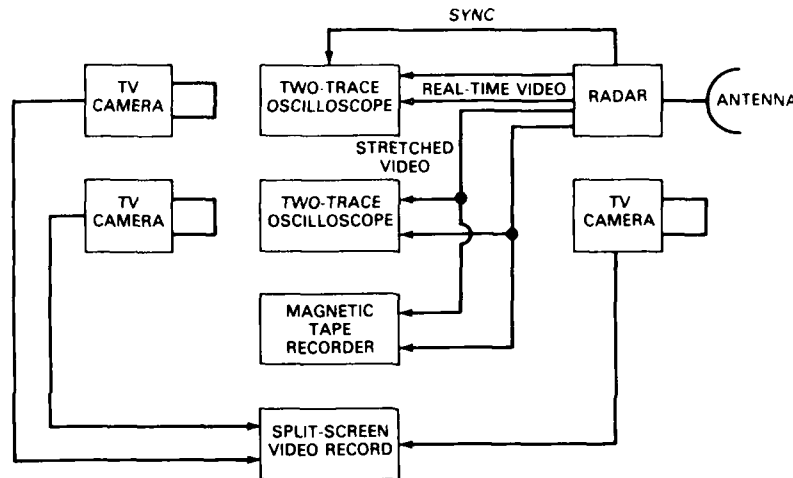 SYNC
TV
CAMERA
TWO-TRACE
OSCILLOSCOPE
REAL-TIME VIDEO
RADAR
ANTENNA
STRETCHED
VIDEO
TV
CAMERA
TWO-TRACE
OSCILLOSCOPE
TV
CAMERA
MAGNETIC
TAPE
RECORDER
SPLIT-SCREEN
VIDEO RECORD